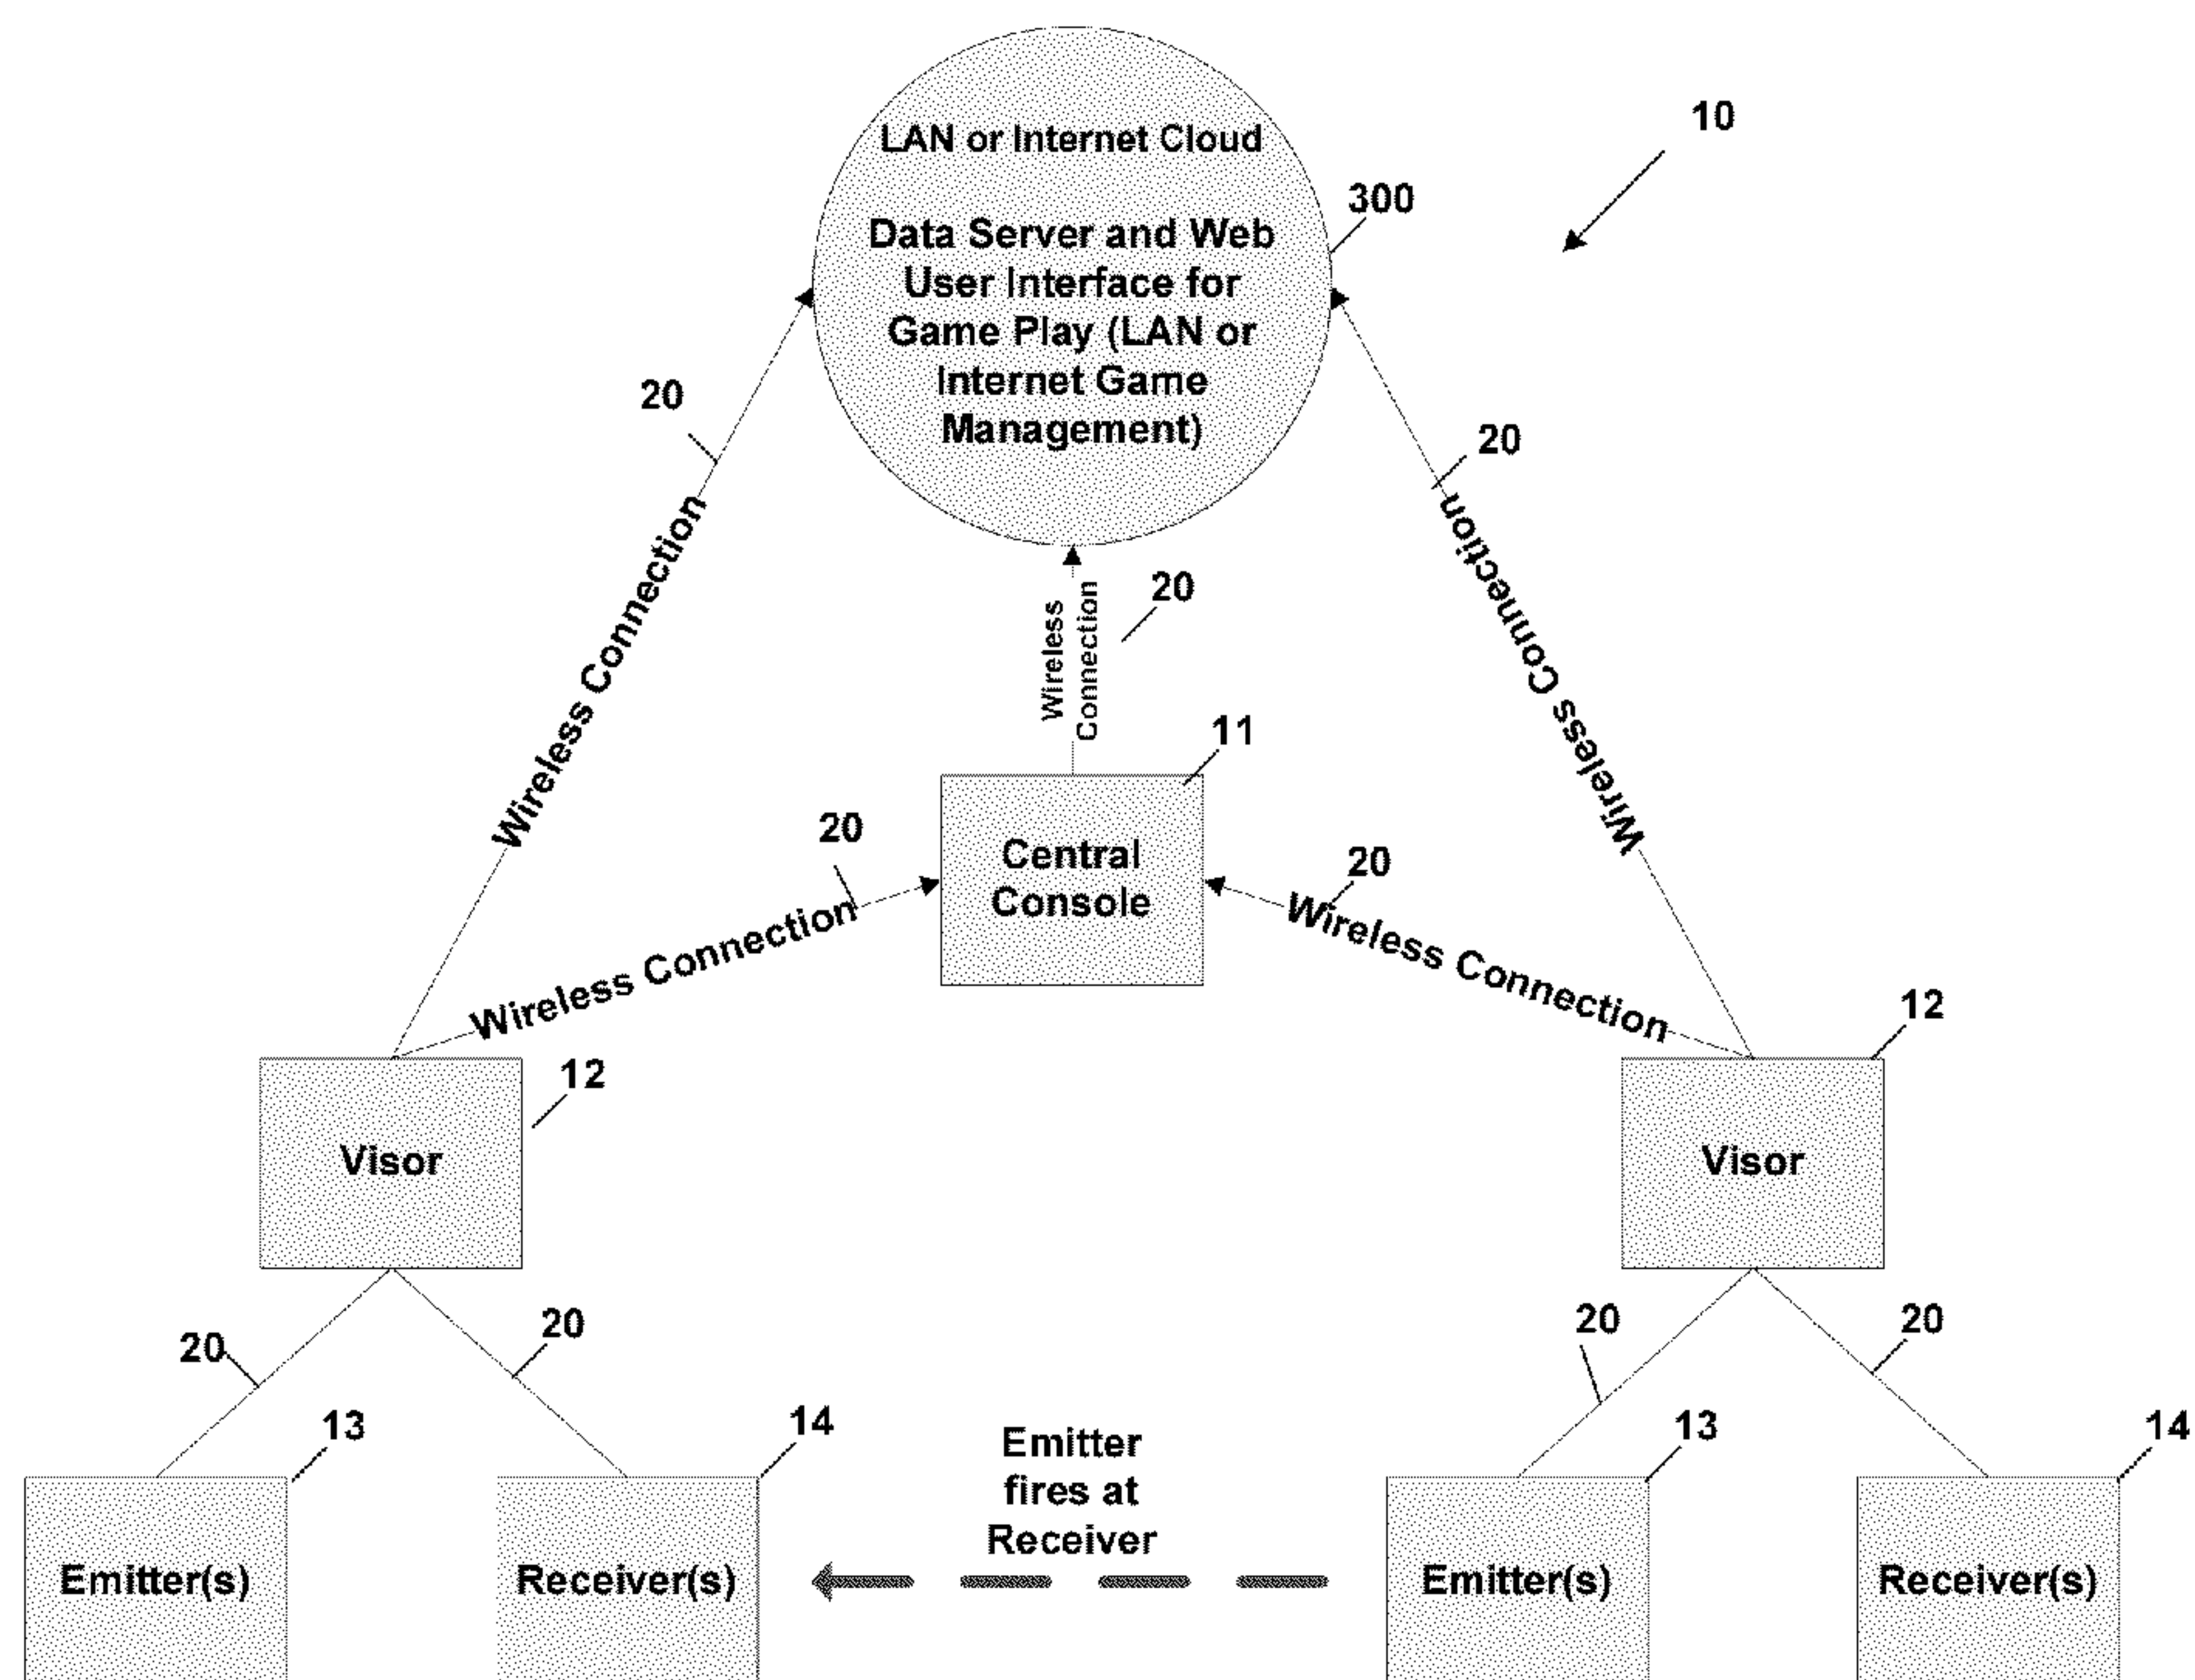 10
LAN or Internet Cloud
300
Data Server and Web
User Interface for
Game Play (LAN or
Internet Game
Management)
20
20
Wireless Connection
Wireless Connection
20
Wireless
Connection
11
Central
Console
20
20
Wireless Connection
Wireless Connection
12
12
Visor
Visor
20
20
20
20
13
14
13
14
Emitter
fires at
Receiver
Emitter(s)
Receiver(s)
Emitter(s)
Receiver(s)